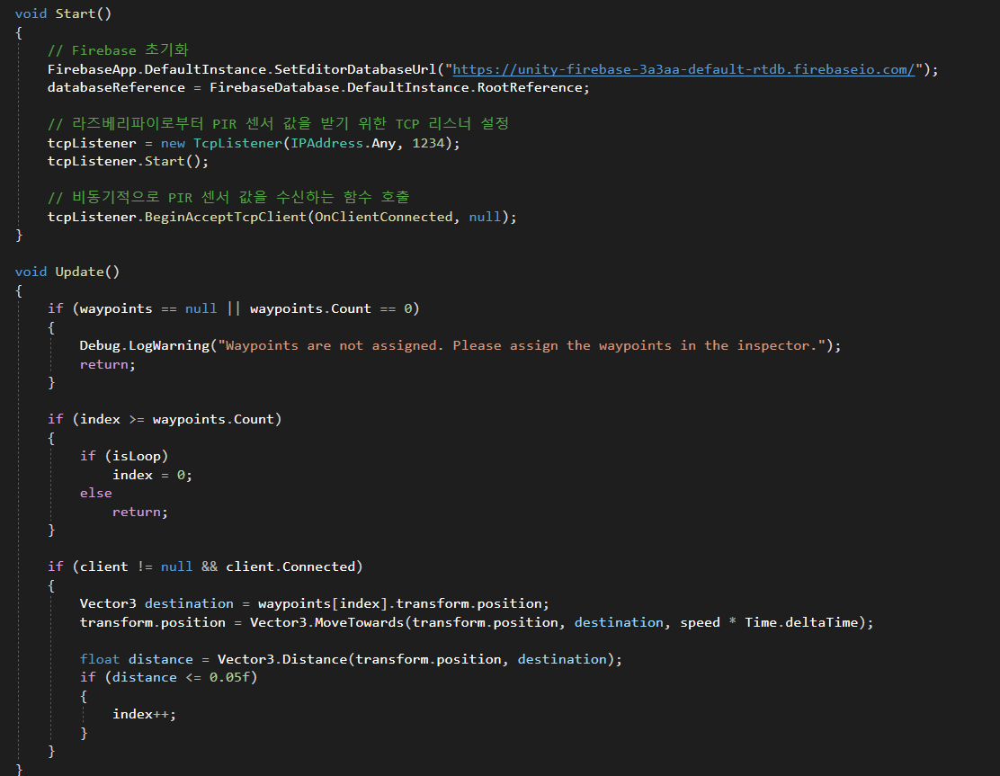 void Start()
{
    // Firebase 초기화
    FirebaseApp.DefaultInstance.SetEditorDatabaseUrl("https://unity-firebase-3a3aa-default-rtdb.firebaseio.com/");
    databaseReference = FirebaseDatabase.DefaultInstance.RootReference;

    // 라즈베리파이로부터 PIR 센서 값을 받기 위한 TCP 리스너 설정
    tcpListener = new TcpListener(IPAddress.Any, 1234);
    tcpListener.Start();

    // 비동기적으로 PIR 센서 값을 수신하는 함수 호출
    tcpListener.BeginAcceptTcpClient(OnClientConnected, null);
}

void Update()
{
    if (waypoints == null || waypoints.Count == 0)
    {
        Debug.LogWarning("Waypoints are not assigned. Please assign the waypoints in the inspector.");
        return;
    }

    if (index >= waypoints.Count)
    {
        if (isLoop)
            index = 0;
        else
            return;
    }

    if (client != null && client.Connected)
    {
        Vector3 destination = waypoints[index].transform.position;
        transform.position = Vector3.MoveTowards(transform.position, destination, speed * Time.deltaTime);

        float distance = Vector3.Distance(transform.position, destination);
        if (distance <= 0.05f)
        {
            index++;
        }
    }
}